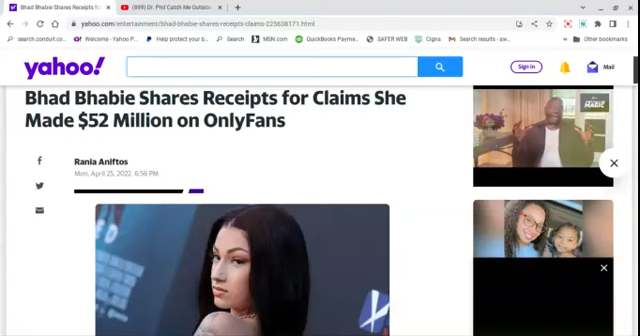 Bhad Bhabie Shares Receipts fo
(899) Dr. Phil Catch Me Outsid
yahoo.com/entertainment/bhad-bhabie-shares-receipts-claims-225638171.html
search.conduit.co...
Welcome · Yahoo P...
Help protect your b...
Search
MSN.com
QuickBooks Payme...
SAFER WEB
Cigna
Search results - aw...
»
Other bookmarks
yahoo!
Sign in
Mail
Bhad Bhabie Shares Receipts for Claims She
Made $52 Million on OnlyFans
Rania Aniftos
Mon, April 25, 2022, 6:56 PM
MAGIC